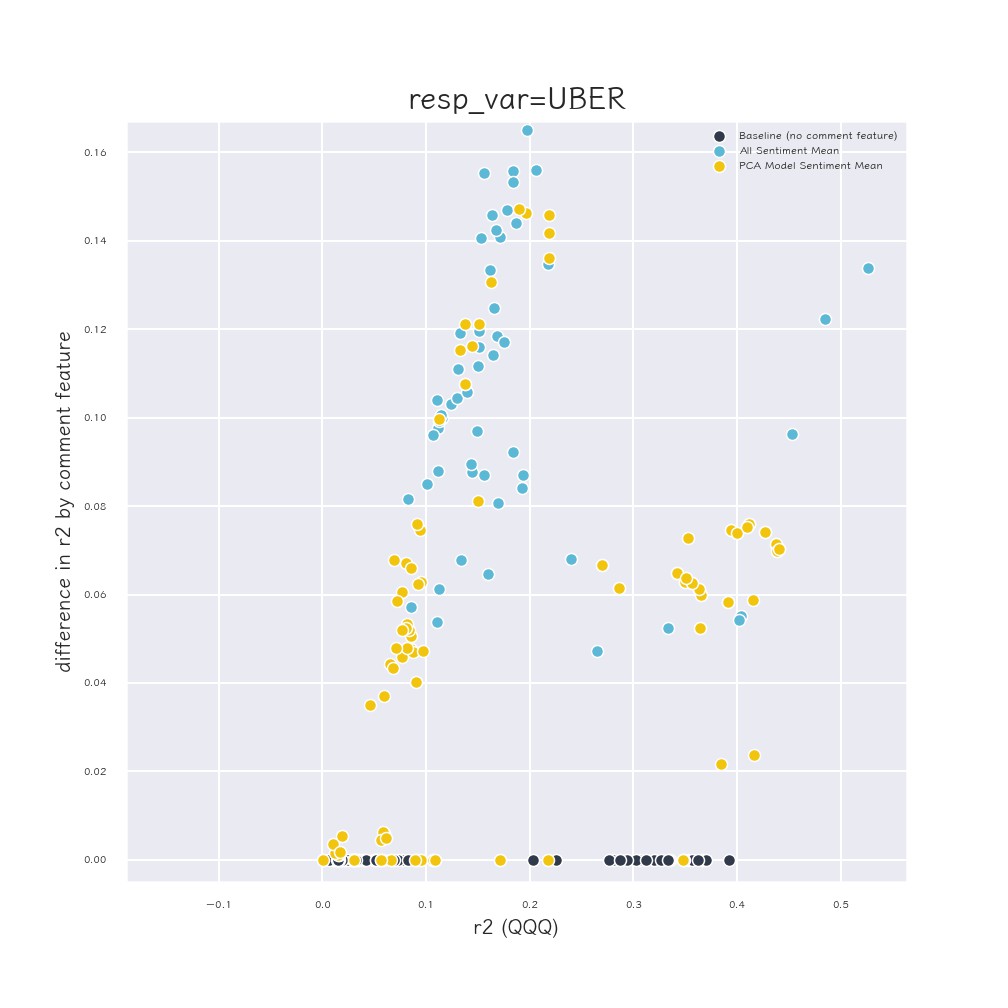 resp_var=UBER
Baseline (no comment feature)
All Sentiment Mean
PCA Model Sentiment Mean
difference in r2 by comment feature
0.16
0.14
0.12
0.10
0.08
0.06
0.04
0.02
0.00
−0.1
0.0
0.1
0.2
0.3
0.4
0.5
r2 (QQQ)